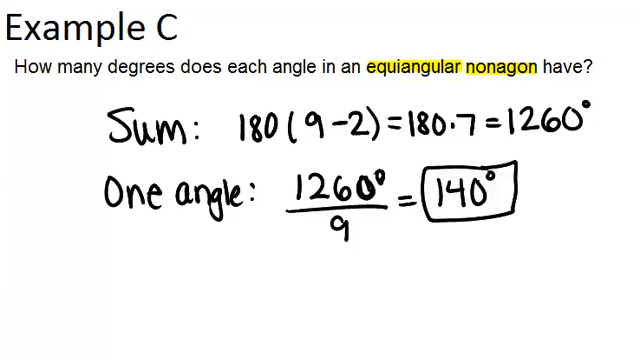 Example C
How many degrees does each angle in an equiangular nonagon have?
Sum: 180(9-2)=180·7=1260°
One angle: 1260°/9 = 140°